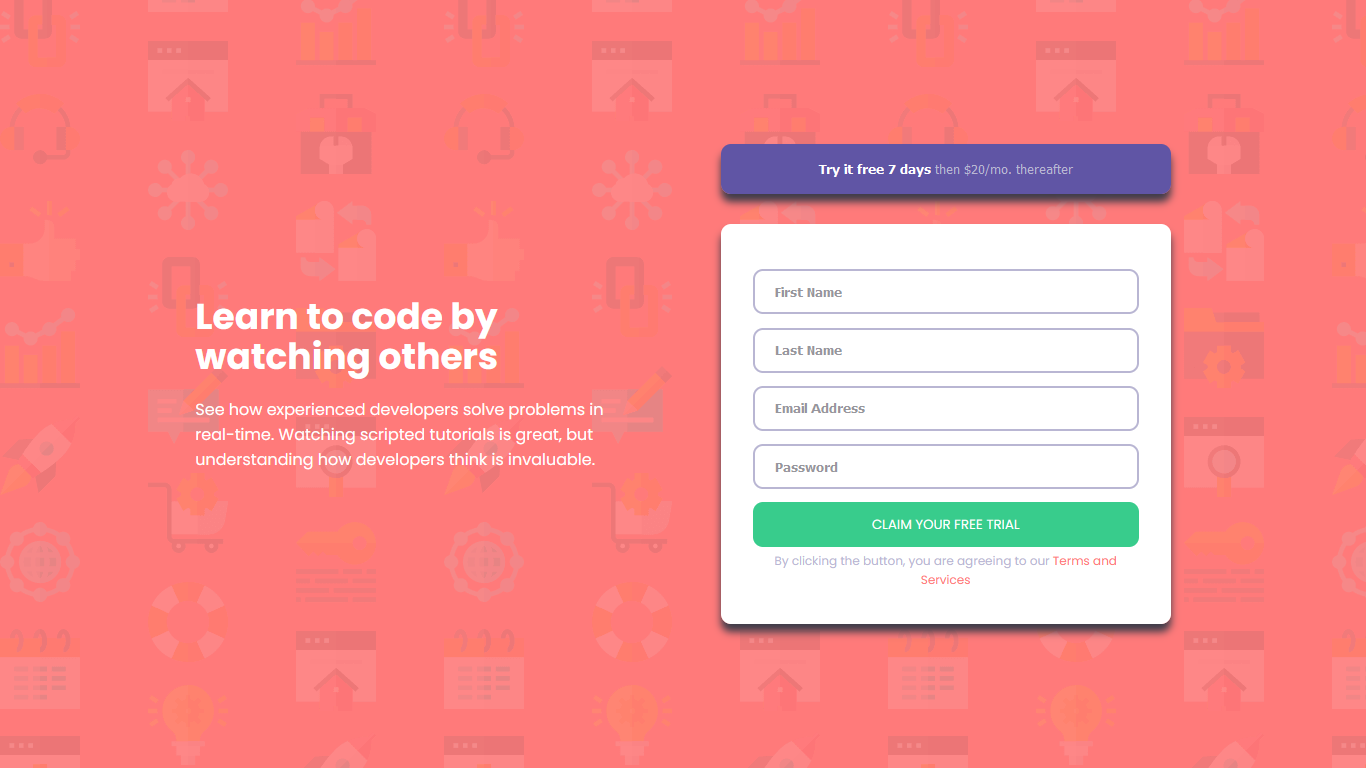 Learn to code by
watching others
See how experienced developers solve problems in
real-time. Watching scripted tutorials is great, but
understanding how developers think is invaluable.
Try it free 7 days then $20/mo. thereafter
First Name
Last Name
Email Address
Password
CLAIM YOUR FREE TRIAL
By clicking the button, you are agreeing to our Terms and
Services